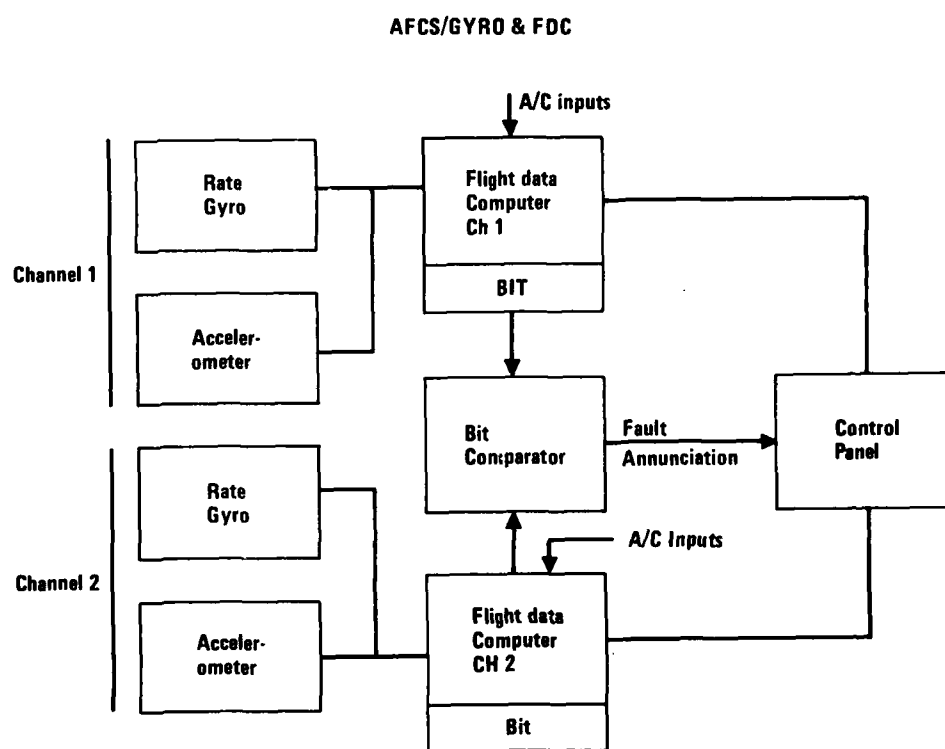 AFCS/GYRO & FDC
A/C inputs
Rate
Gyro
Flight data
Computer
Ch 1
Channel 1
BIT
Acceler-
ometer
Bit
Comparator
Fault
Annunciation
Control
Panel
Rate
Gyro
A/C Inputs
Channel 2
Flight data
Computer
CH 2
Acceler-
ometer
Bit